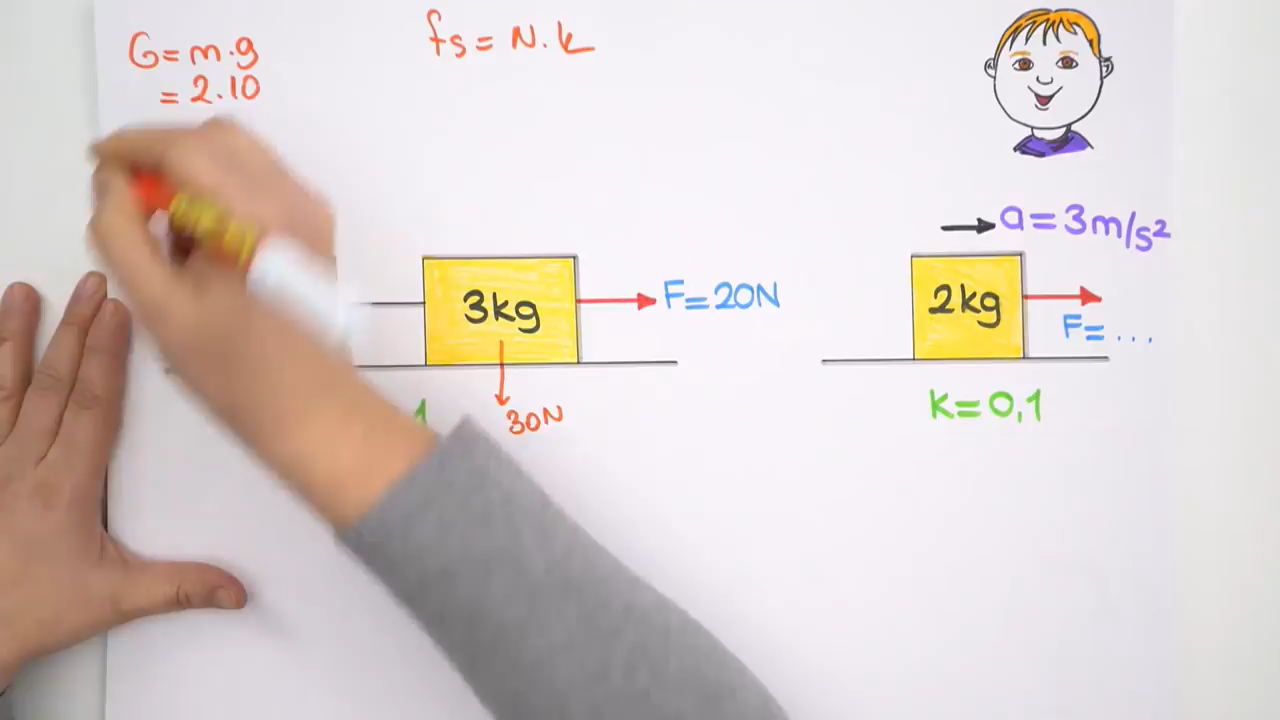 G = m.g
= 2.10
fs = N.k
a = 3m/s²
3kg
F = 20N
2kg
F = ...
30N
k = 0,1